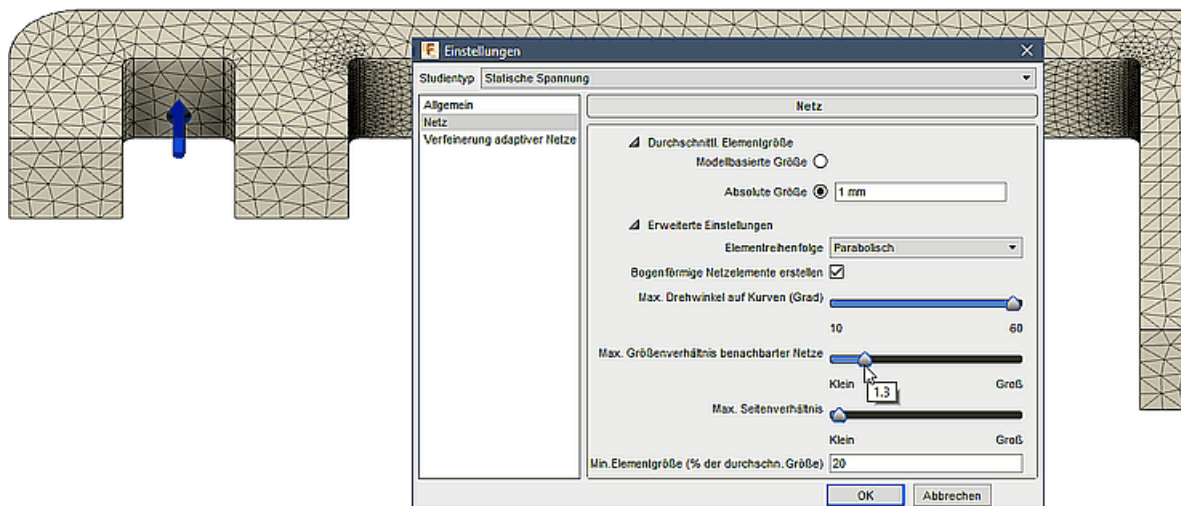 Einstellungen
Studientyp Statische Spannung
Allgemein
Netz
Verfeinerung adaptiver Netze
Netz
Durchschnittl. Elementgröße
Modellbasierte Größe
Absolute Größe 1 mm
Erweiterte Einstellungen
Elementreihenfolge Parabolisch
Bogenförmige Netzelemente erstellen
Max. Drehwinkel auf Kurven (Grad)
10 60
Max. Größenverhältnis benachbarter Netze
Klein Groß
1.3
Max. Seitenverhältnis
Klein Groß
Min.Elementgröße (% der durchschn. Größe) 20
OK Abbrechen